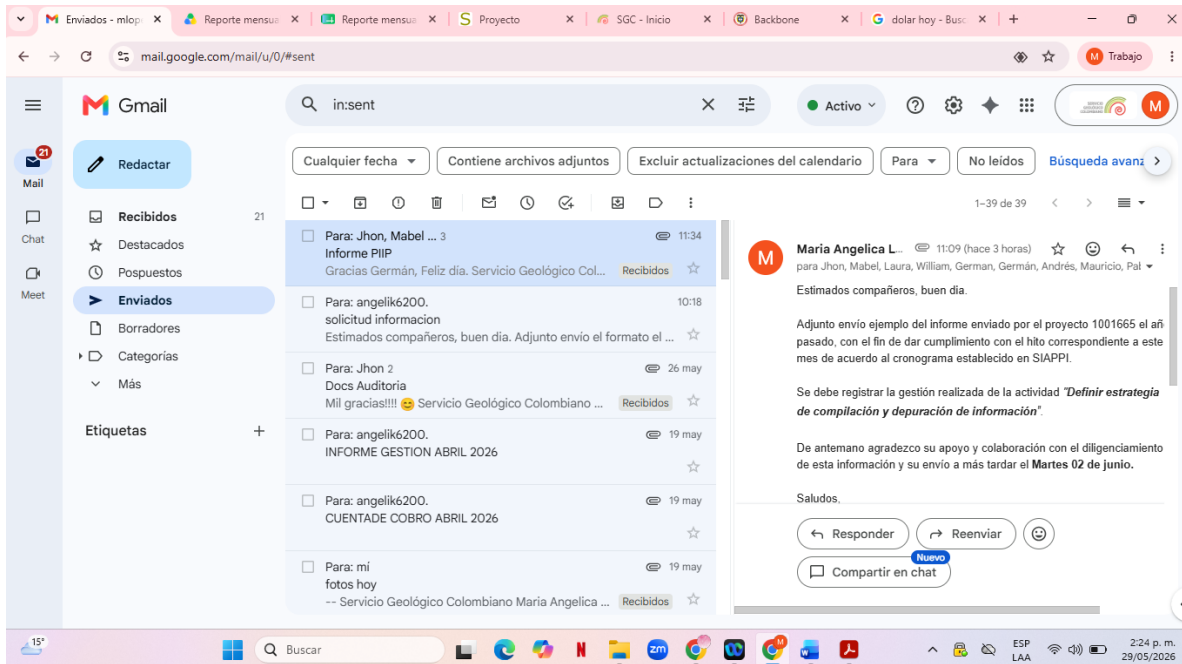 Enviados - mlop
Reporte mensua
Reporte mensua
Proyecto
SGC - Inicio
Backbone
dolar hoy - Busc
mail.google.com/mail/u/0/#sent
M
Trabajo
Gmail
in:sent
Activo
M
21
Mail
Chat
Meet
Redactar
Recibidos 21
Destacados
Pospuestos
Enviados
Borradores
Categorías
Más
Etiquetas
Cualquier fecha
Contiene archivos adjuntos
Excluir actualizaciones del calendario
Para
No leídos
Búsqueda avanz
1–39 de 39
Para: Jhon, Mabel ... 3 11:34
Informe PIIP
Gracias Germán, Feliz día. Servicio Geológico Col... Recibidos
Para: angelik6200. 10:18
solicitud informacion
Estimados compañeros, buen día. Adjunto envío el formato el ...
Para: Jhon 2 26 may
Docs Auditoria
Mil gracias!!!! 😊 Servicio Geológico Colombiano ... Recibidos
Para: angelik6200. 19 may
INFORME GESTION ABRIL 2026
Para: angelik6200. 19 may
CUENTADE COBRO ABRIL 2026
Para: mí 19 may
fotos hoy
-- Servicio Geológico Colombiano Maria Angelica ... Recibidos
M
Maria Angelica L... 11:09 (hace 3 horas)
para Jhon, Mabel, Laura, William, German, Germán, Andrés, Mauricio, Pal
Estimados compañeros, buen día.
Adjunto envío ejemplo del informe enviado por el proyecto 1001665 el añ
pasado, con el fin de dar cumplimiento con el hito correspondiente a este
mes de acuerdo al cronograma establecido en SIAPPI.
Se debe registrar la gestión realizada de la actividad "Definir estrategia
de compilación y depuración de información".
De antemano agradezco su apoyo y colaboración con el diligenciamiento
de esta información y su envío a más tardar el Martes 02 de junio.
Saludos,
Responder
Reenviar
Nuevo
Compartir en chat
15°
Buscar
zm
ESP
LAA
2:24 p. m.
29/05/2026